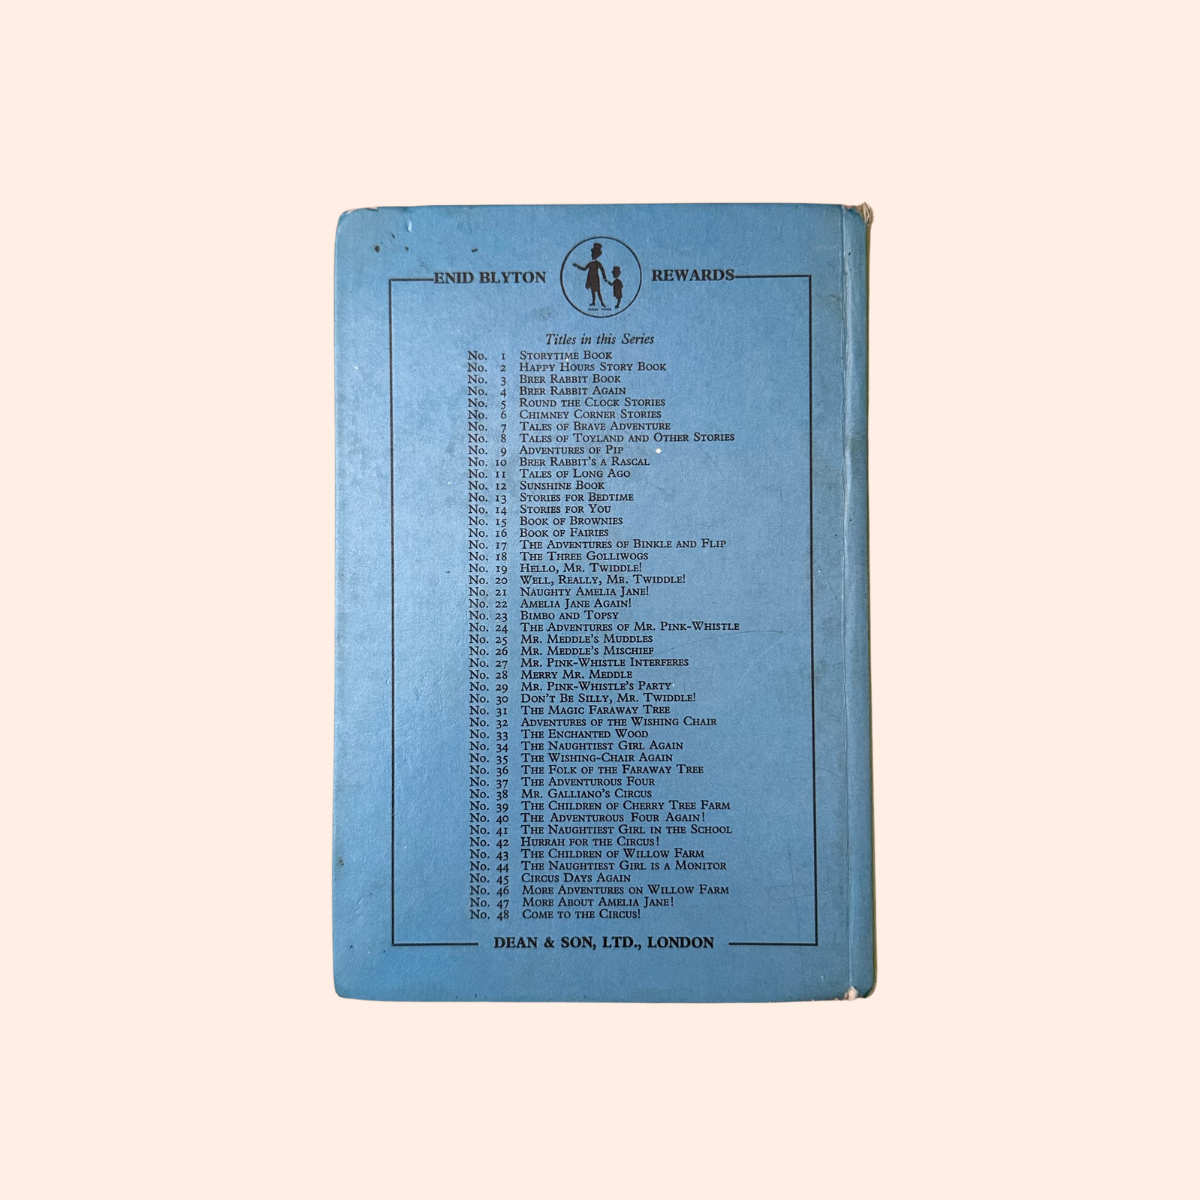 ENID BLYTON REWARDS
Titles in this Series
No. 1 Storytime Book
No. 2 Happy Hours Story Book
No. 3 Brer Rabbit Book
No. 4 Brer Rabbit Again
No. 5 Round the Clock Stories
No. 6 Chimney Corner Stories
No. 7 Tales of Brave Adventure
No. 8 Tales of Toyland and Other Stories
No. 9 Adventures of Pip
No. 10 Brer Rabbit's a Rascal
No. 11 Tales of Long Ago
No. 12 Sunshine Book
No. 13 Stories for Bedtime
No. 14 Stories for You
No. 15 Book of Brownies
No. 16 Book of Fairies
No. 17 The Adventures of Binkle and Flip
No. 18 The Three Golliwogs
No. 19 Hello, Mr. Twiddle!
No. 20 Well, Really, Mr. Twiddle!
No. 21 Naughty Amelia Jane!
No. 22 Amelia Jane Again!
No. 23 Bimbo and Topsy
No. 24 The Adventures of Mr. Pink-Whistle
No. 25 Mr. Meddle's Muddles
No. 26 Mr. Meddle's Mischief
No. 27 Mr. Pink-Whistle Interferes
No. 28 Merry Mr. Meddle
No. 29 Mr. Pink-Whistle's Party
No. 30 Don't Be Silly, Mr. Twiddle!
No. 31 The Magic Faraway Tree
No. 32 Adventures of the Wishing Chair
No. 33 The Enchanted Wood
No. 34 The Naughtiest Girl Again
No. 35 The Wishing-Chair Again
No. 36 The Folk of the Faraway Tree
No. 37 The Adventurous Four
No. 38 Mr. Galliano's Circus
No. 39 The Children of Cherry Tree Farm
No. 40 The Adventurous Four Again!
No. 41 The Naughtiest Girl in the School
No. 42 Hurrah for the Circus!
No. 43 The Children of Willow Farm
No. 44 The Naughtiest Girl is a Monitor
No. 45 Circus Days Again
No. 46 More Adventures on Willow Farm
No. 47 More About Amelia Jane!
No. 48 Come to the Circus!
DEAN & SON, LTD., LONDON